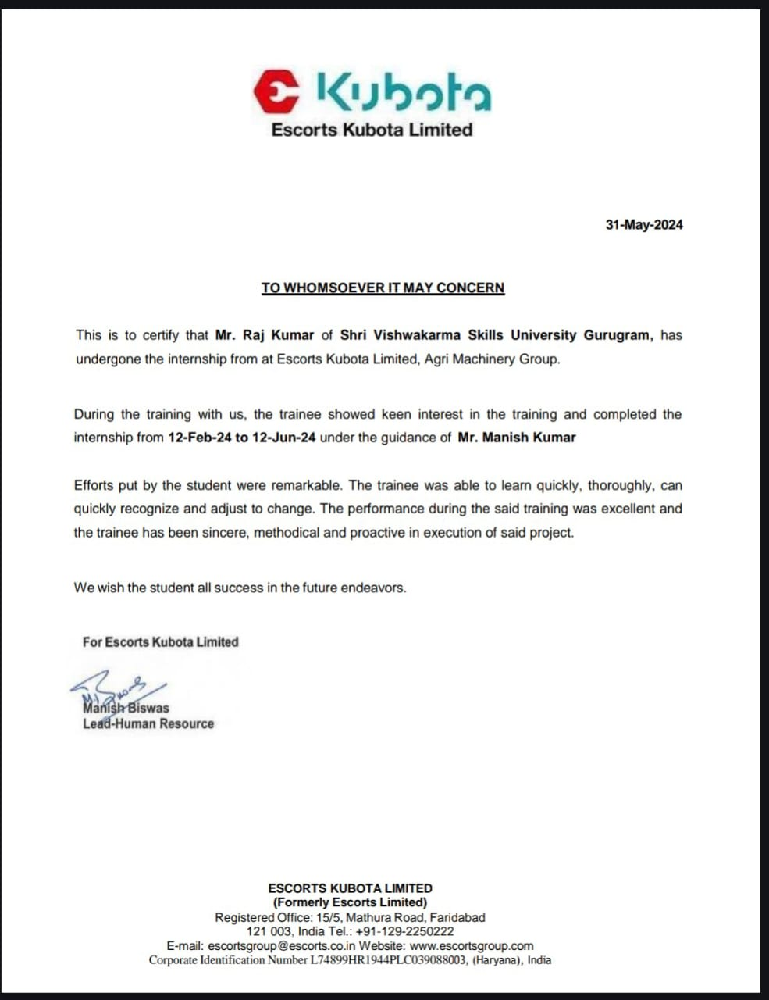 Kubota
Escorts Kubota Limited
31-May-2024
TO WHOMSOEVER IT MAY CONCERN
This is to certify that Mr. Raj Kumar of Shri Vishwakarma Skills University Gurugram, has
undergone the internship from at Escorts Kubota Limited, Agri Machinery Group.
During the training with us, the trainee showed keen interest in the training and completed the
internship from 12-Feb-24 to 12-Jun-24 under the guidance of Mr. Manish Kumar
Efforts put by the student were remarkable. The trainee was able to learn quickly, thoroughly, can
quickly recognize and adjust to change. The performance during the said training was excellent and
the trainee has been sincere, methodical and proactive in execution of said project.
We wish the student all success in the future endeavors.
For Escorts Kubota Limited
Manish Biswas
Lead-Human Resource
ESCORTS KUBOTA LIMITED
(Formerly Escorts Limited)
Registered Office: 15/5, Mathura Road, Faridabad
121 003, India Tel.: +91-129-2250222
E-mail: escortsgroup@escorts.co.in Website: www.escortsgroup.com
Corporate Identification Number L74899HR1944PLC039088003, (Haryana), India